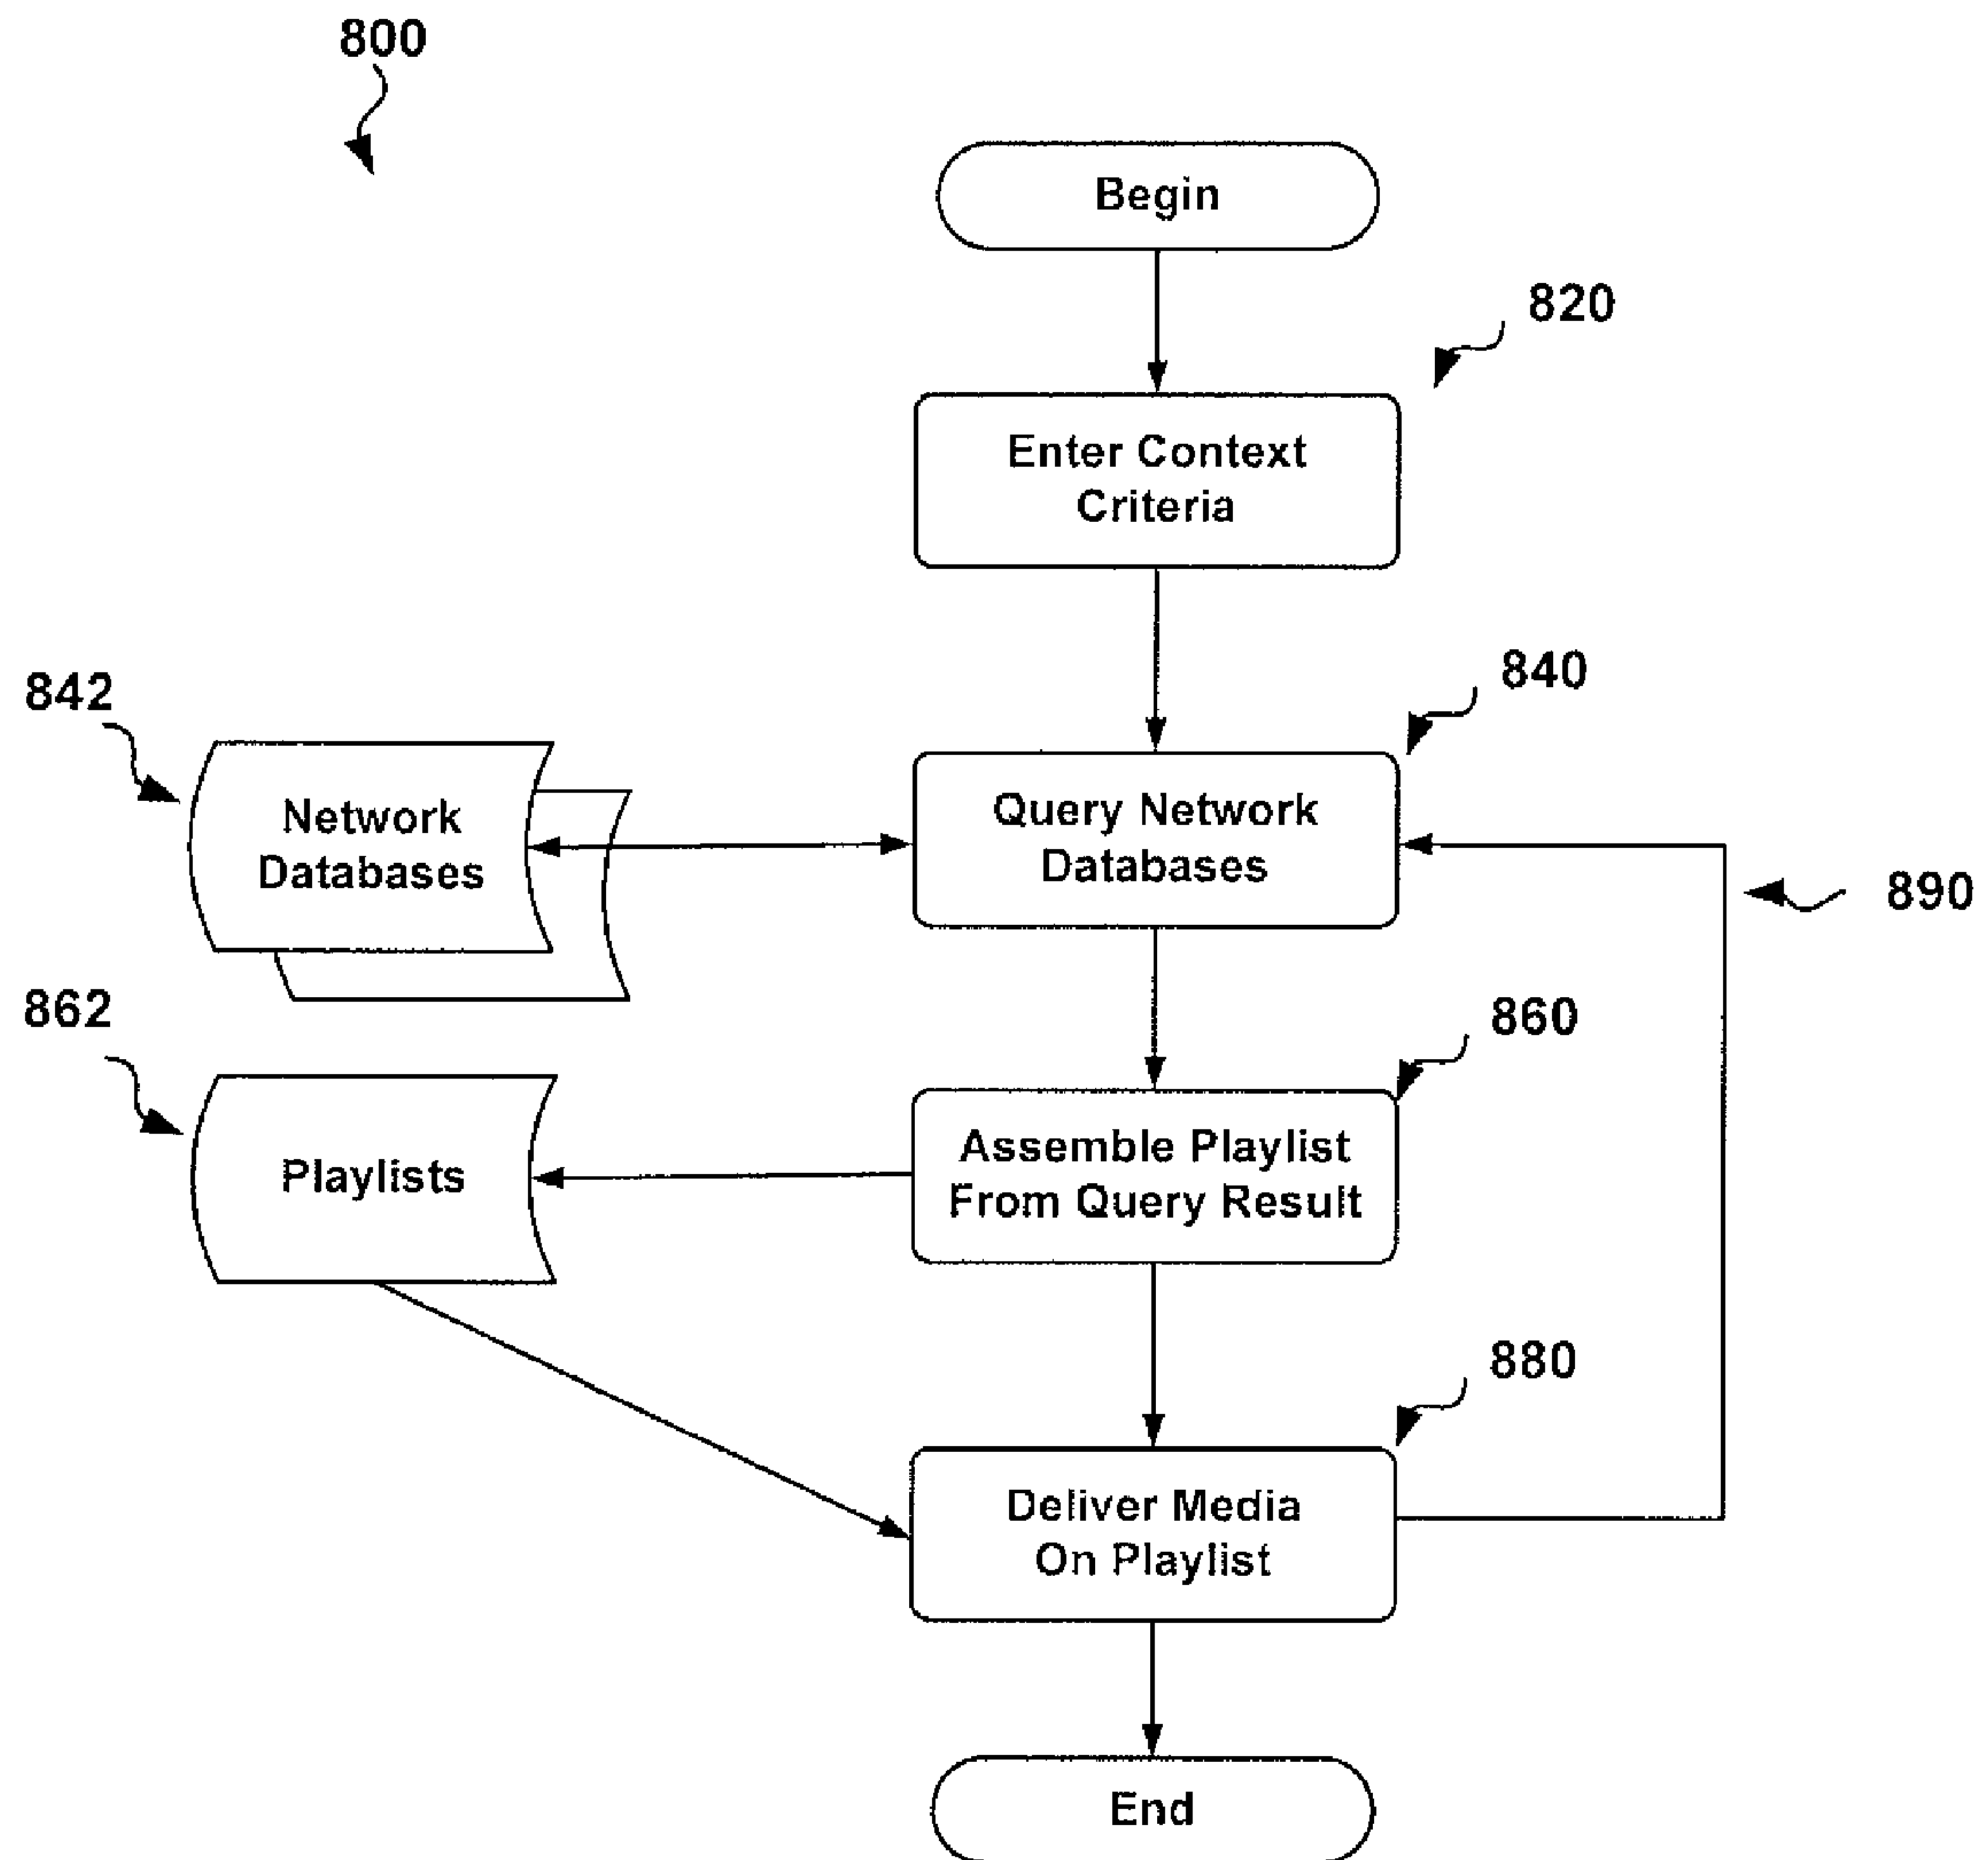 800
Begin
820
Enter Context
Criteria
840
842
Network
Databases
Query Network
Databases
890
862
860
Playlists
Assemble Playlist
From Query Result
880
Deliver Media
On Playlist
End